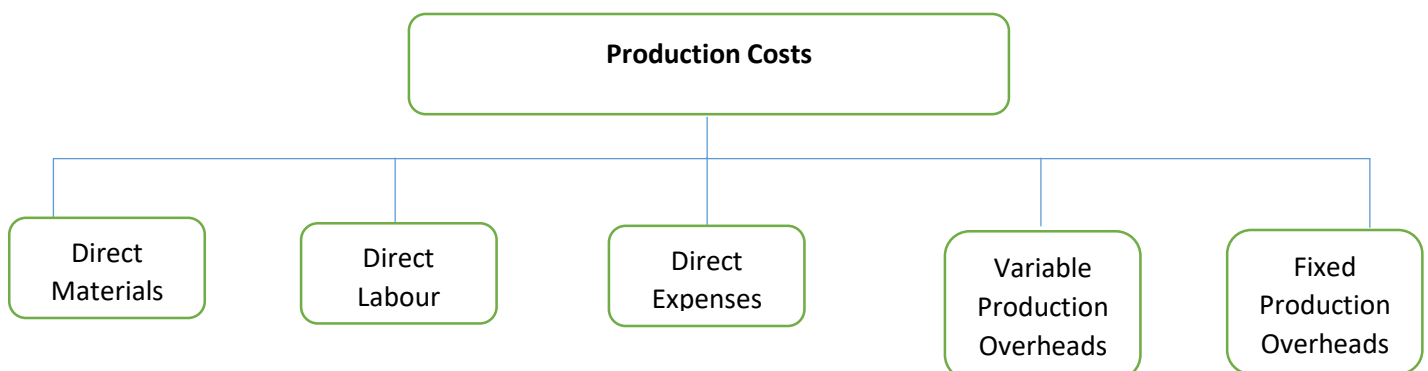 Production Costs
Direct
Materials
Direct
Labour
Direct
Expenses
Variable
Production
Overheads
Fixed
Production
Overheads